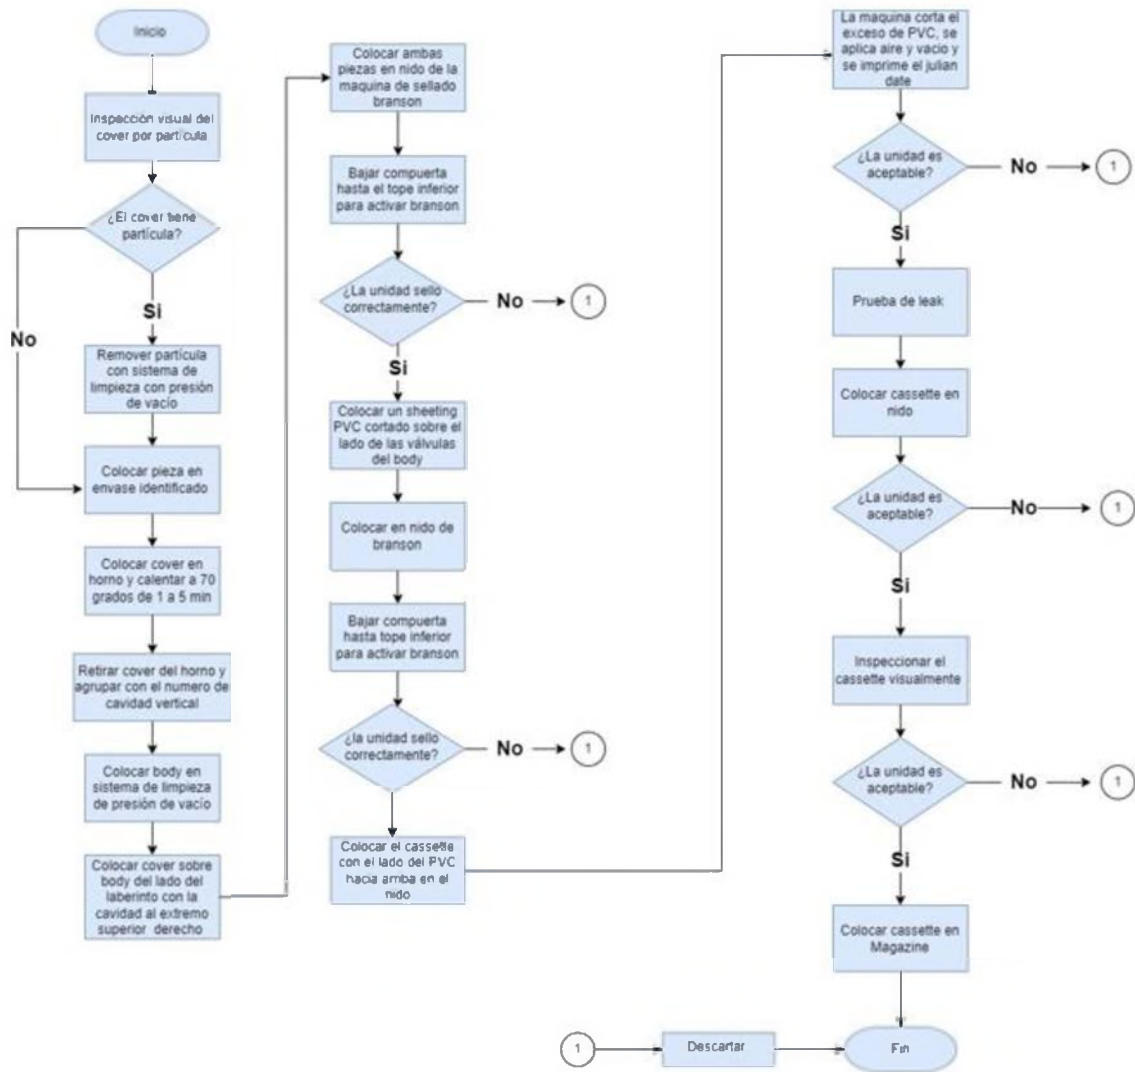 Inicio
Inspección visual del
cover por partícula
¿El cover tiene
partícula?
No
Si
Remover partícula
con sistema de
limpieza con presión
de vacío
Colocar pieza en
envase identificado
Colocar cover en
horno y calentar a 70
grados de 1 a 5 min
Retirar cover del horno y
agrupar con el numero de
cavidad vertical
Colocar body en
sistema de limpieza
de presión de vacío
Colocar cover sobre
body del lado del
laberinto con la
cavidad al extremo
superior derecho
Colocar ambas
piezas en nido de la
maquina de sellado
branson
Bajar compuerta
hasta el tope inferior
para activar branson
¿La unidad sello
correctamente?
No
1
Si
Colocar un sheeting
PVC cortado sobre el
lado de las válvulas
del body
Colocar en nido de
branson
Bajar compuerta
hasta tope inferior
para activar branson
¿la unidad sello
correctamente?
No
1
Colocar el cassette
con el lado del PVC
hacia arriba en el
nido
La maquina corta el
exceso de PVC, se
aplica aire y vacio y
se imprime el julian
date
¿La unidad es
aceptable?
No
1
Si
Prueba de leak
Colocar cassette en
nido
¿La unidad es
aceptable?
No
1
Si
Inspeccionar el
cassette visualmente
¿La unidad es
aceptable?
No
1
Si
Colocar cassette en
Magazine
1
Descartar
Fin